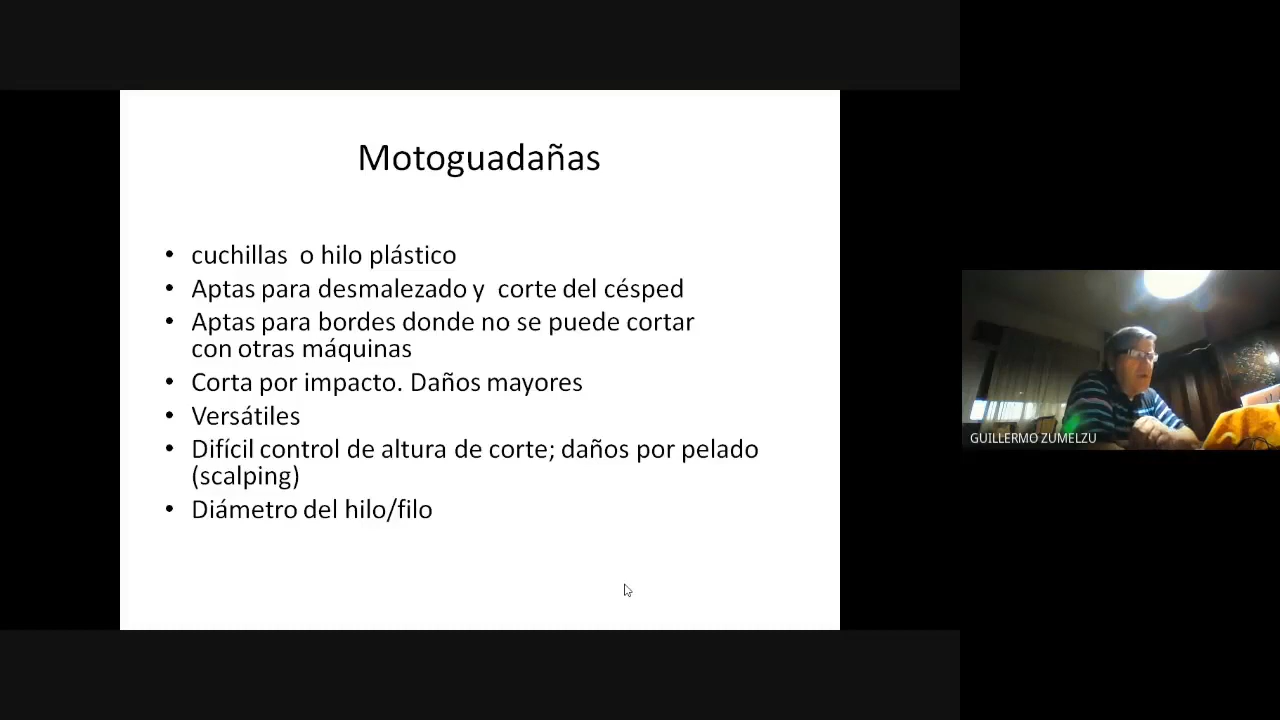 Motoguadañas
• cuchillas  o hilo plástico
• Aptas para desmalezado y  corte del césped
• Aptas para bordes donde no se puede cortar
con otras máquinas
• Corta por impacto. Daños mayores
• Versátiles
• Difícil control de altura de corte; daños por pelado
(scalping)
• Diámetro del hilo/filo
GUILLERMO ZUMELZU